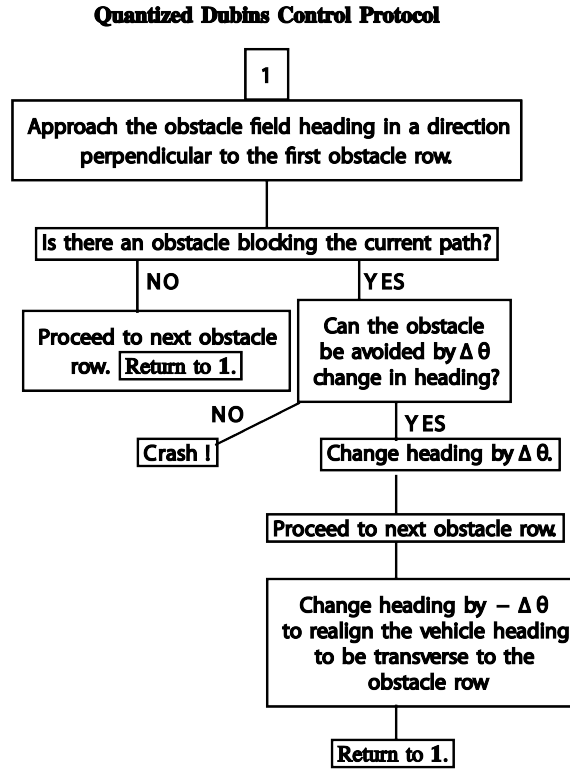 Quantized Dubins Control Protocol
1
Approach the obstacle field heading in a direction
perpendicular to the first obstacle row.
Is there an obstacle blocking the current path?
NO
YES
Proceed to next obstacle
row. Return to 1.
Can the obstacle
be avoided by Δ θ
change in heading?
NO
YES
Crash !
Change heading by Δ θ.
Proceed to next obstacle row.
Change heading by − Δ θ
to realign the vehicle heading
to be transverse to the
obstacle row
Return to 1.